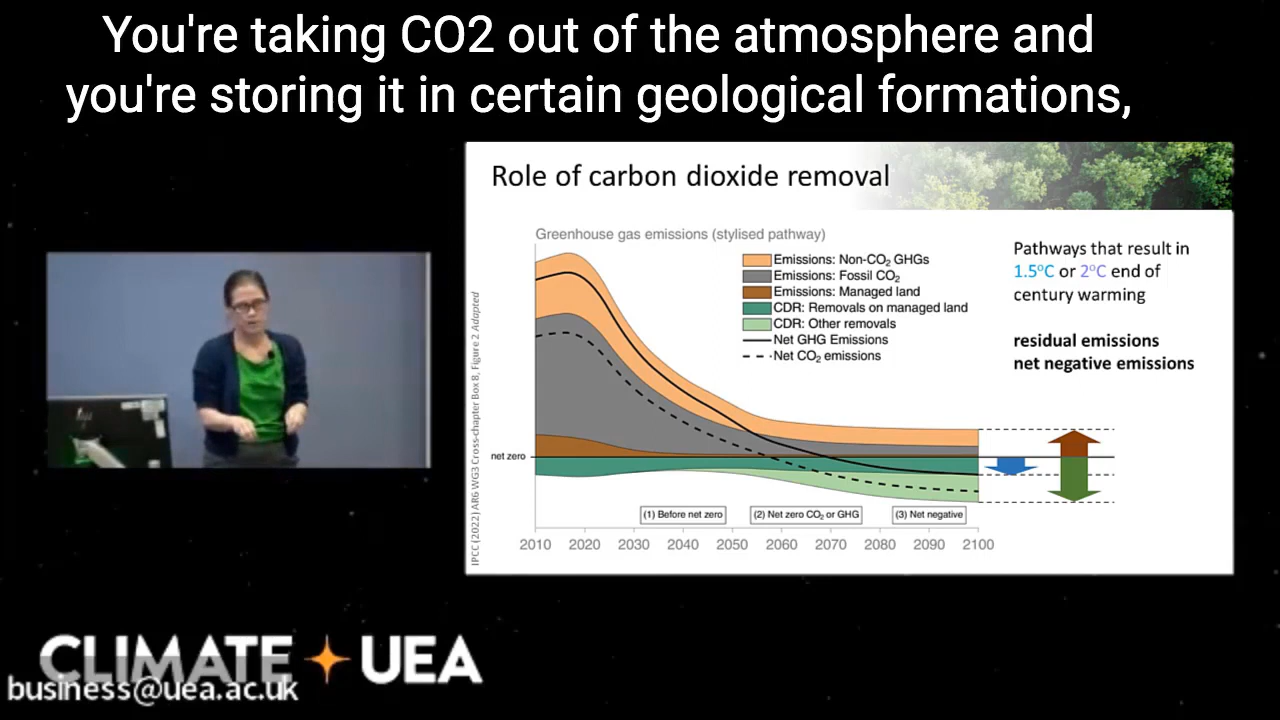 You're taking CO2 out of the atmosphere and
you're storing it in certain geological formations,
Role of carbon dioxide removal
Greenhouse gas emissions (stylised pathway)
Emissions: Non-CO₂ GHGs
Emissions: Fossil CO₂
Emissions: Managed land
CDR: Removals on managed land
CDR: Other removals
Net GHG Emissions
Net CO₂ emissions
Pathways that result in
1.5°C or 2°C end of
century warming
residual emissions
net negative emissions
IPCC (2022) AR6 WG3 Cross-chapter Box 8, Figure 2 Adapted
net zero
(1) Before net zero
(2) Net zero CO₂ or GHG
(3) Net negative
2010 2020 2030 2040 2050 2060 2070 2080 2090 2100
CLIMATE UEA
business@uea.ac.uk